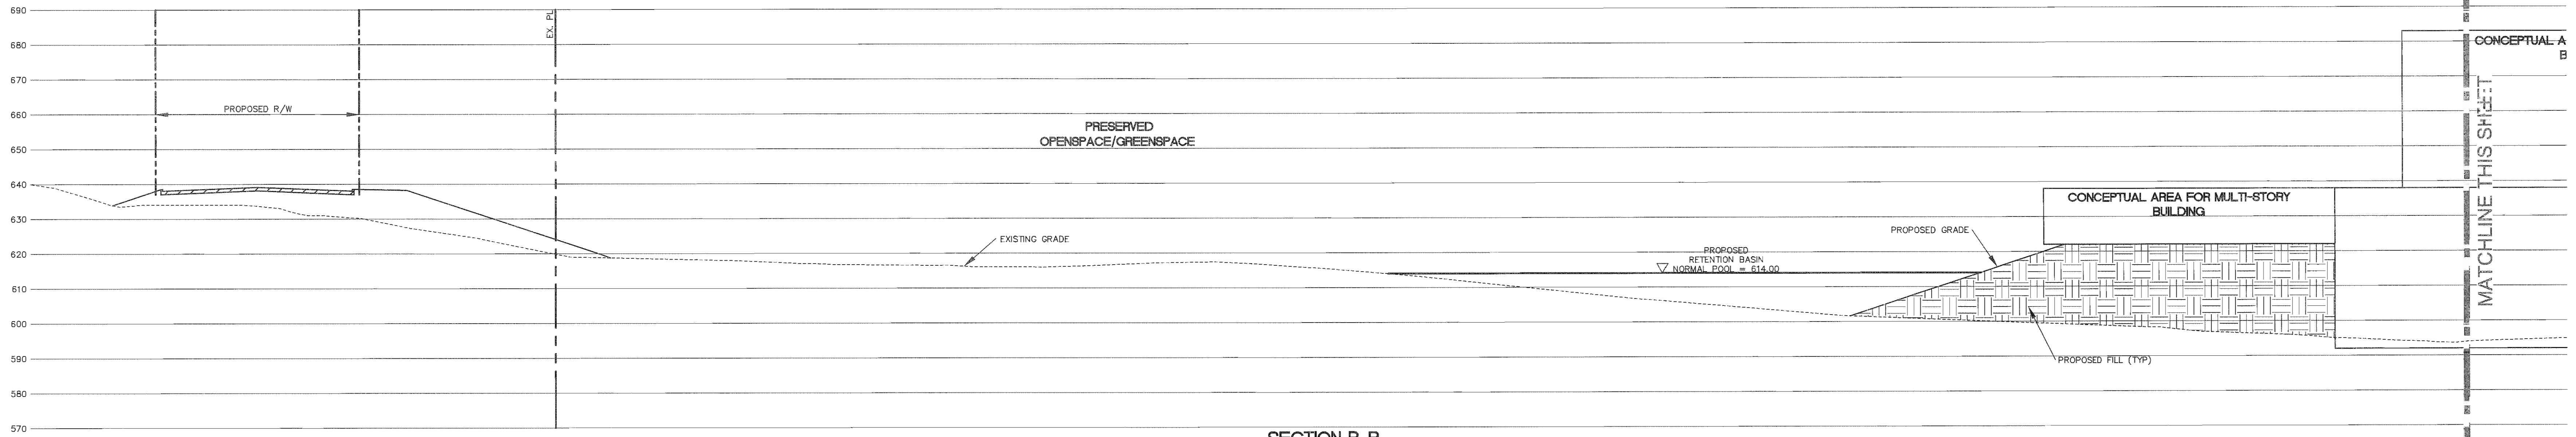 690
680
670
660
650
640
630
620
610
600
590
580
570
PROPOSED R/W
EX. PL
PRESERVED
OPENSPACE/GREENSPACE
EXISTING GRADE
PROPOSED
RETENTION BASIN
NORMAL POOL = 614.00
PROPOSED GRADE
CONCEPTUAL AREA FOR MULTI-STORY
BUILDING
PROPOSED FILL (TYP)
CONCEPTUAL A
B
MATCHLINE THIS SHEET
SECTION B-B